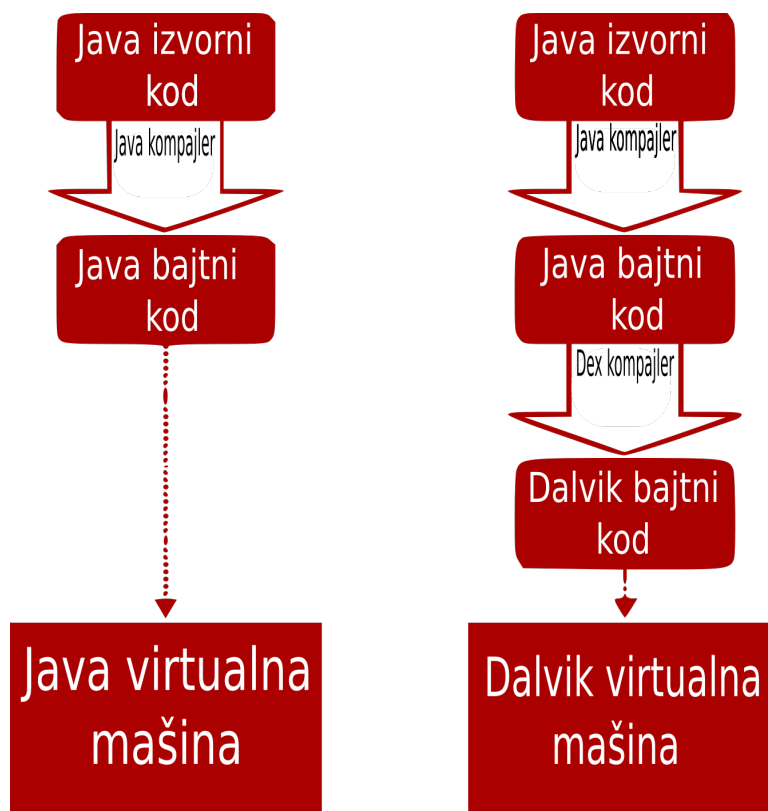 Java izvorni
kod
Java kompajler
Java bajtni
kod
Java virtualna
mašina
Java izvorni
kod
Java kompajler
Java bajtni
kod
Dex kompajler
Dalvik bajtni
kod
Dalvik virtualna
mašina